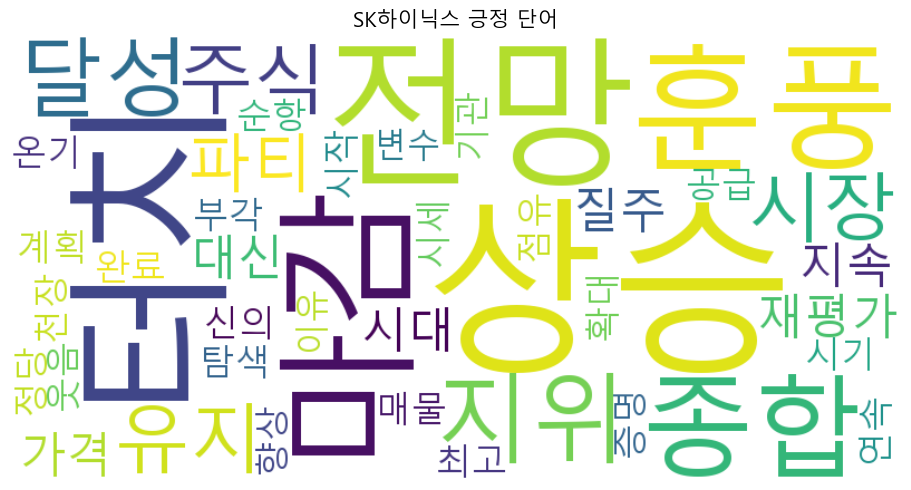 SK하이닉스 긍정 단어
달성
주식
전망
훈풍
온기
순항
터치
파티
시작
변수
기관
부각
마감
시세
점유
질주
공급
시장
계획
완료
대신
상승
지속
천장
신의
이유
시대
확대
재평가
정당
웃음
탐색
시기
가격
유지
향상
매물
최고
지위
증명
종합
연속